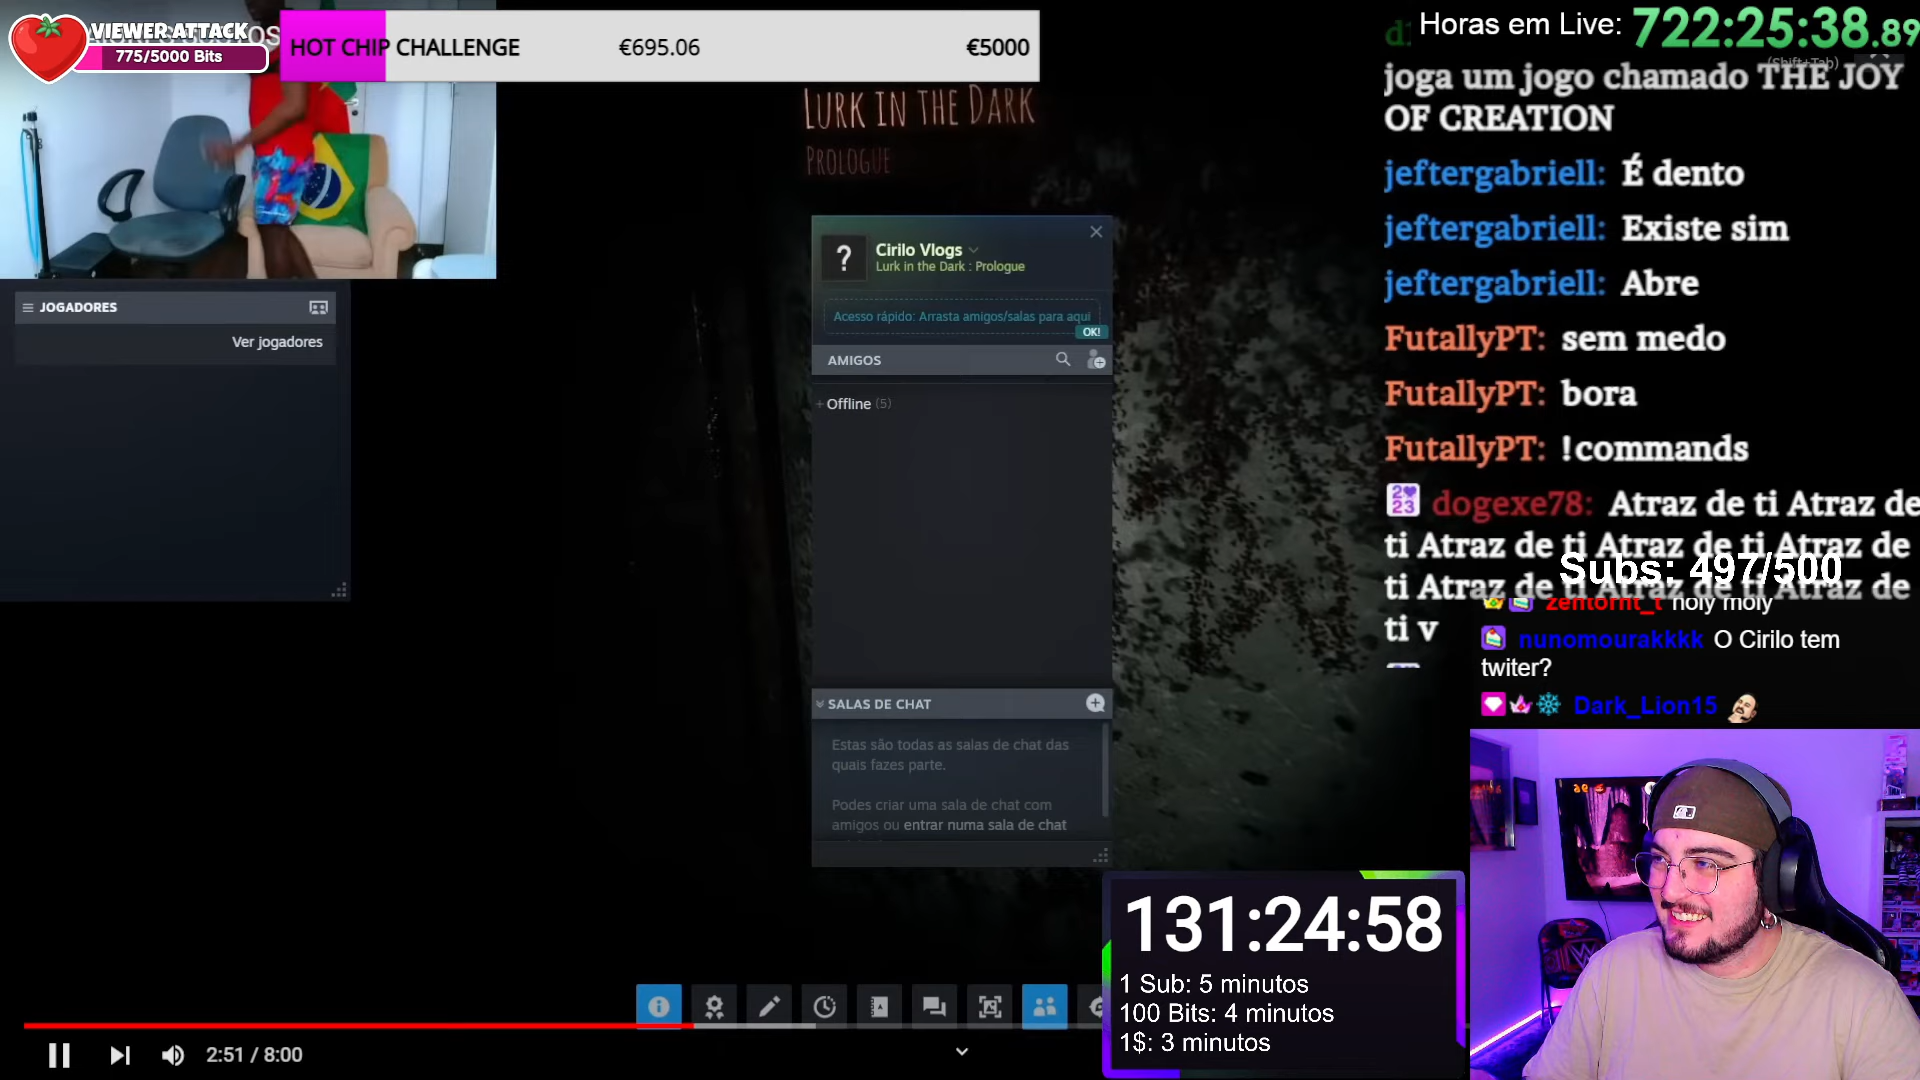 VIEWER ATTACK
775/5000 Bits
HOT CHIP CHALLENGE
€695.06
€5000
Horas em Live: 722:25:38.89
(Shift+Tab)
joga um jogo chamado THE JOY
OF CREATION
jeftergabriell: É dento
jeftergabriell: Existe sim
jeftergabriell: Abre
FutallyPT: sem medo
FutallyPT: bora
FutallyPT: !commands
dogexe78: Atraz de ti Atraz de
ti Atraz de ti Atraz de ti Atraz de
ti Atraz de ti Atraz de ti Atraz de
ti v
Subs: 497/500
zentornt_t holy moly
nunomourakkkk O Cirilo tem
twiter?
Dark_Lion15
LURK IN THE DARK
PROLOGUE
Cirilo Vlogs
Lurk in the Dark : Prologue
Acesso rápido: Arrasta amigos/salas para aqui
OK!
AMIGOS
+ Offline (5)
SALAS DE CHAT
Estas são todas as salas de chat das
quais fazes parte.
Podes criar uma sala de chat com
amigos ou entrar numa sala de chat
JOGADORES
Ver jogadores
131:24:58
1 Sub: 5 minutos
100 Bits: 4 minutos
1$: 3 minutos
2:51 / 8:00